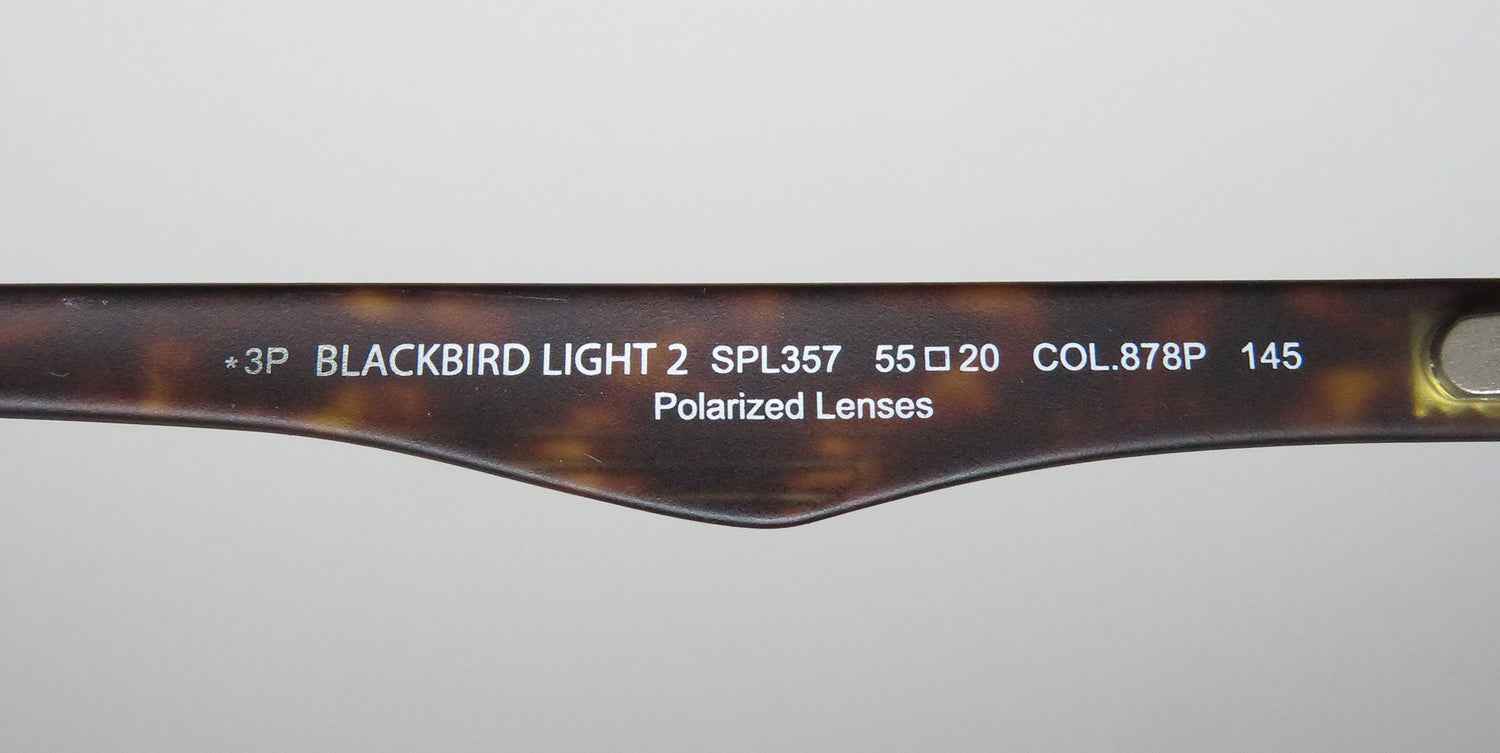 *3P BLACKBIRD LIGHT 2 SPL357 55□20 COL.878P 145
Polarized Lenses